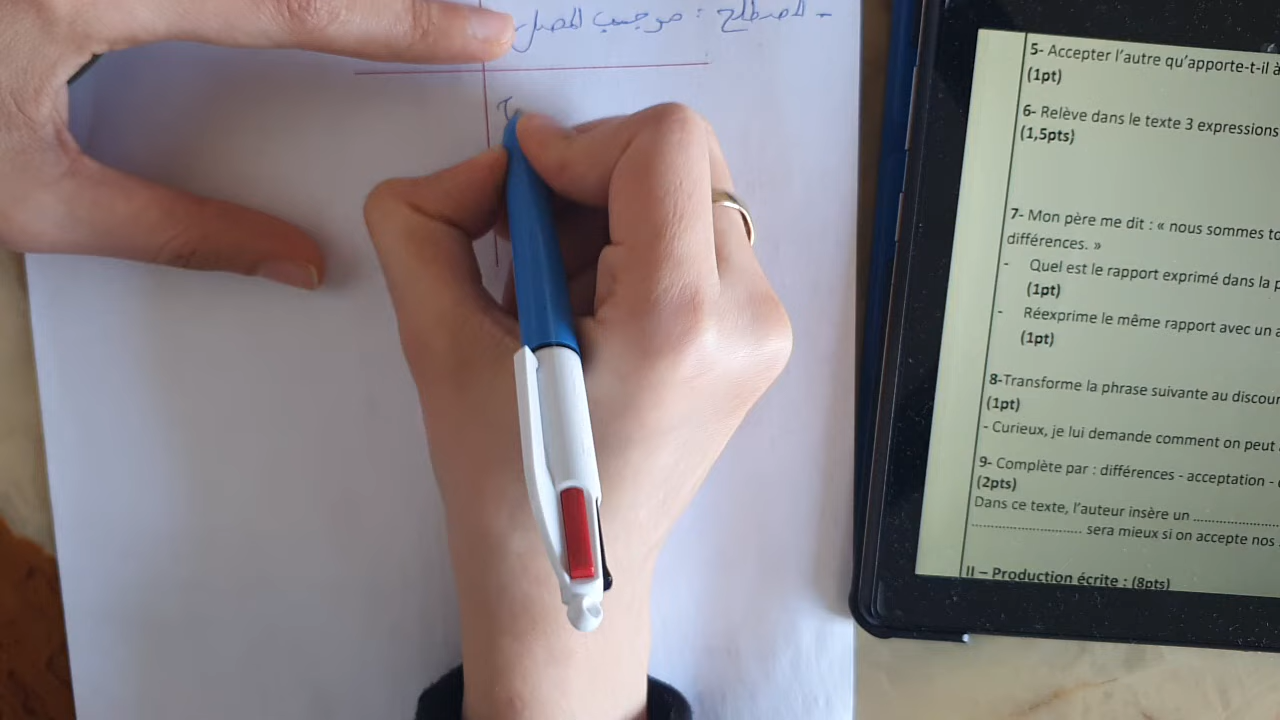 - المصطلح : موجب المصل
5- Accepter l'autre qu'apporte-t-il à
(1pt)
6- Relève dans le texte 3 expressions
(1,5pts)
7- Mon père me dit : « nous sommes to
différences. »
- Quel est le rapport exprimé dans la p
(1pt)
- Réexprime le même rapport avec un a
(1pt)
8-Transforme la phrase suivante au discour
(1pt)
- Curieux, je lui demande comment on peut
9- Complète par : différences - acceptation -
(2pts)
Dans ce texte, l'auteur insère un ......................
............................ sera mieux si on accepte nos
II – Production écrite : (8pts)